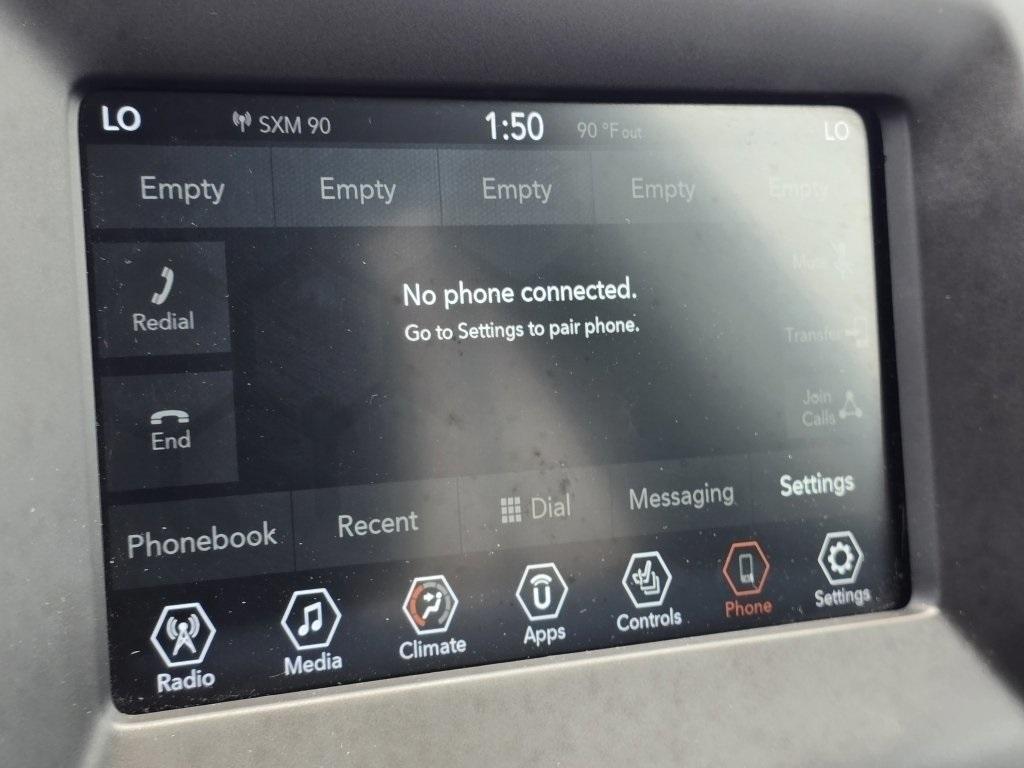 LO SXM 90 1:50 90 °F out LO
Empty Empty Empty Empty Empty
Redial
No phone connected.
Go to Settings to pair phone.
Mute
Transfer
End
Join
Calls
Phonebook Recent Dial Messaging Settings
Radio Media Climate Apps Controls Phone Settings